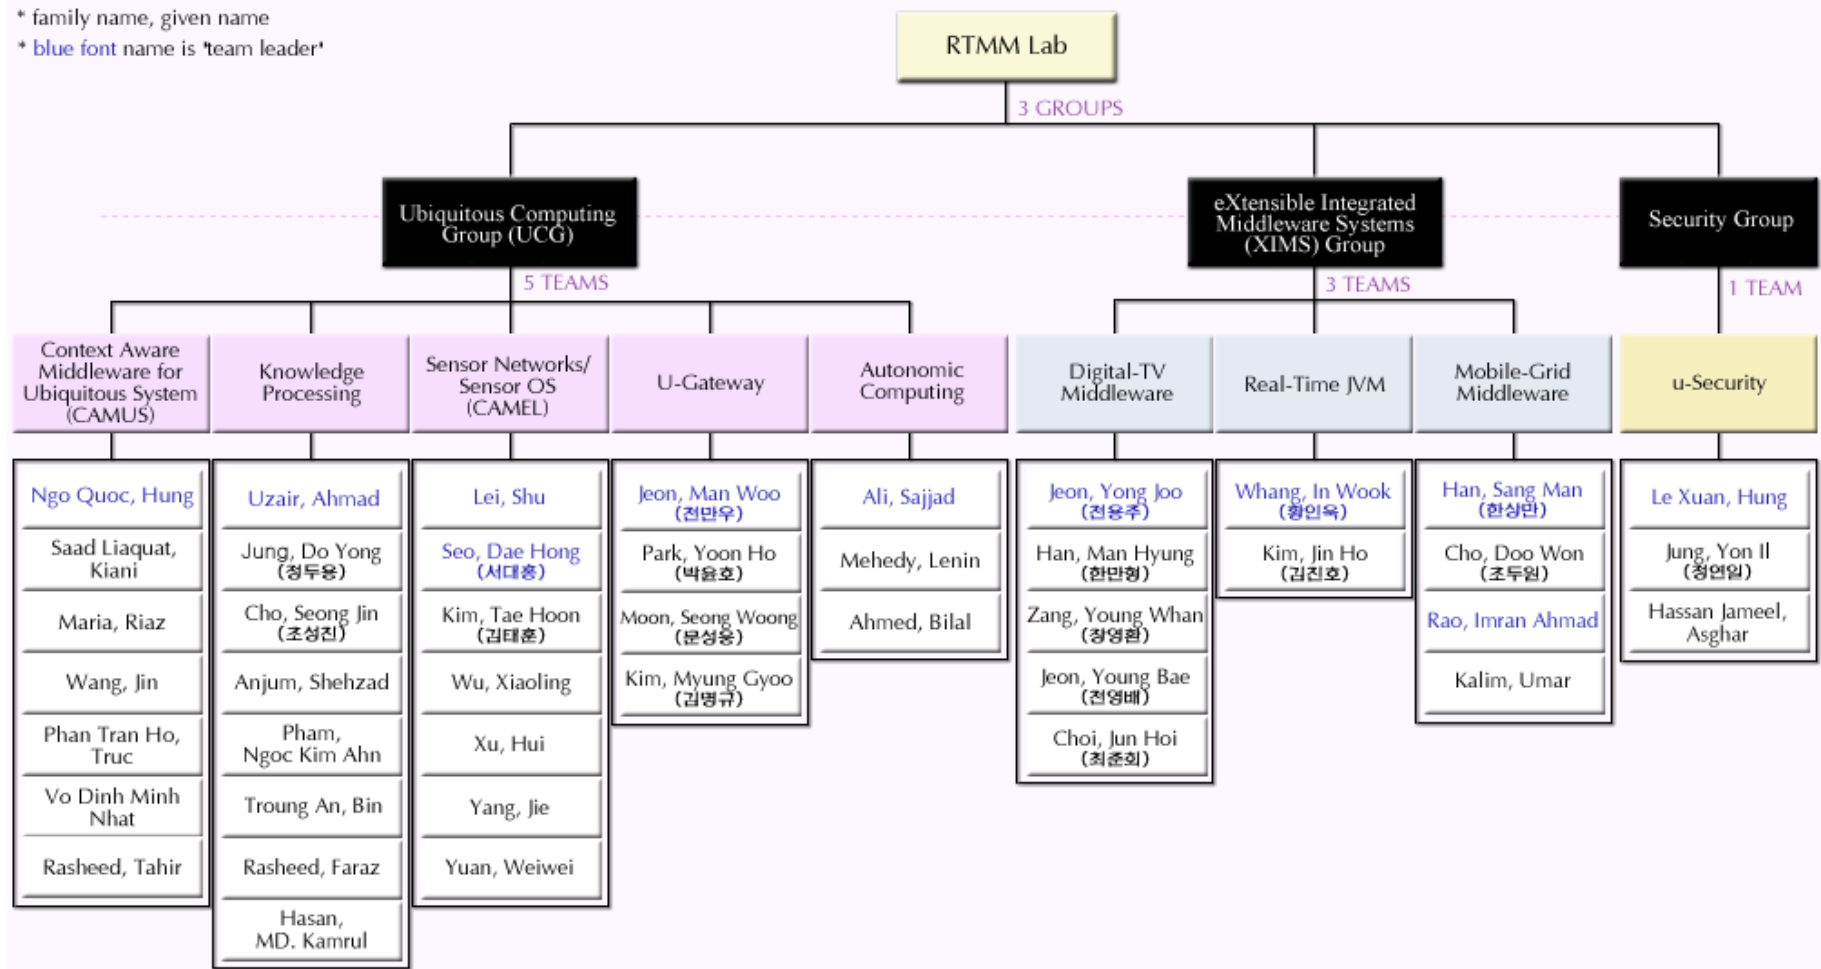 * family name, given name
* blue font name is 'team leader'
RTMM Lab
3 GROUPS
Ubiquitous Computing
Group (UCG)
5 TEAMS
eXtensible Integrated
Middleware Systems
(XIMS) Group
3 TEAMS
Security Group
1 TEAM
Context Aware
Middleware for
Ubiquitous System
(CAMUS)
Ngo Quoc, Hung
Saad Liaquat,
Kiani
Maria, Riaz
Wang, Jin
Phan Tran Ho,
Truc
Vo Dinh Minh
Nhat
Rasheed, Tahir
Knowledge
Processing
Uzair, Ahmad
Jung, Do Yong
(정두용)
Cho, Seong Jin
(조성진)
Anjum, Shehzad
Pham,
Ngoc Kim Ahn
Troung An, Bin
Rasheed, Faraz
Hasan,
MD. Kamrul
Sensor Networks/
Sensor OS
(CAMEL)
Lei, Shu
Seo, Dae Hong
(서대홍)
Kim, Tae Hoon
(김태훈)
Wu, Xiaoling
Xu, Hui
Yang, Jie
Yuan, Weiwei
U-Gateway
Jeon, Man Woo
(전만우)
Park, Yoon Ho
(박윤호)
Moon, Seong Woong
(문성웅)
Kim, Myung Gyoo
(김명규)
Autonomic
Computing
Ali, Sajjad
Mehedy, Lenin
Ahmed, Bilal
Digital-TV
Middleware
Jeon, Yong Joo
(전용주)
Han, Man Hyung
(한만형)
Zang, Young Whan
(장영환)
Jeon, Young Bae
(전영배)
Choi, Jun Hoi
(최준회)
Real-Time JVM
Whang, In Wook
(황인욱)
Kim, Jin Ho
(김진호)
Mobile-Grid
Middleware
Han, Sang Man
(한상만)
Cho, Doo Won
(조두원)
Rao, Imran Ahmad
Kalim, Umar
u-Security
Le Xuan, Hung
Jung, Yon Il
(정연일)
Hassan Jameel,
Asghar